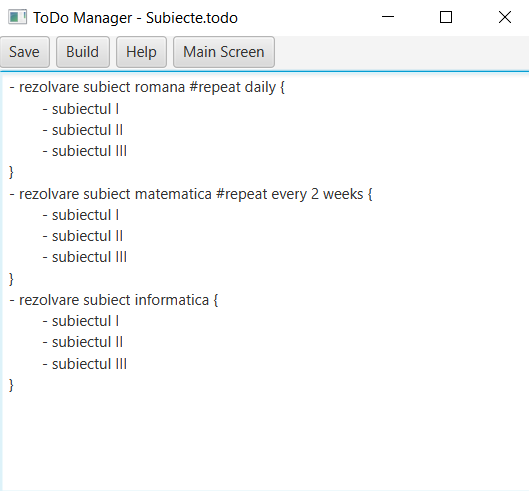 ToDo Manager - Subiecte.todo
Save Build Help Main Screen
- rezolvare subiect romana #repeat daily {
- subiectul I
- subiectul II
- subiectul III
}
- rezolvare subiect matematica #repeat every 2 weeks {
- subiectul I
- subiectul II
- subiectul III
}
- rezolvare subiect informatica {
- subiectul I
- subiectul II
- subiectul III
}